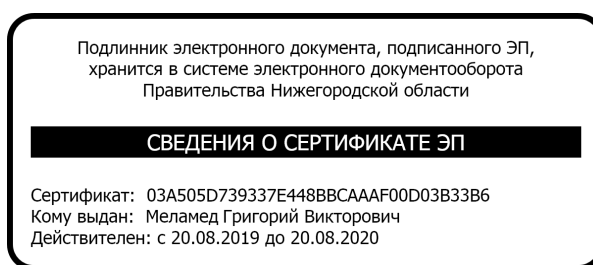 Подлинник электронного документа, подписанного ЭП,
хранится в системе электронного документооборота
Правительства Нижегородской области
СВЕДЕНИЯ О СЕРТИФИКАТЕ ЭП
Сертификат: 03A505D739337E448BBCAAAF00D03B33B6
Кому выдан: Меламед Григорий Викторович
Действителен: с 20.08.2019 до 20.08.2020